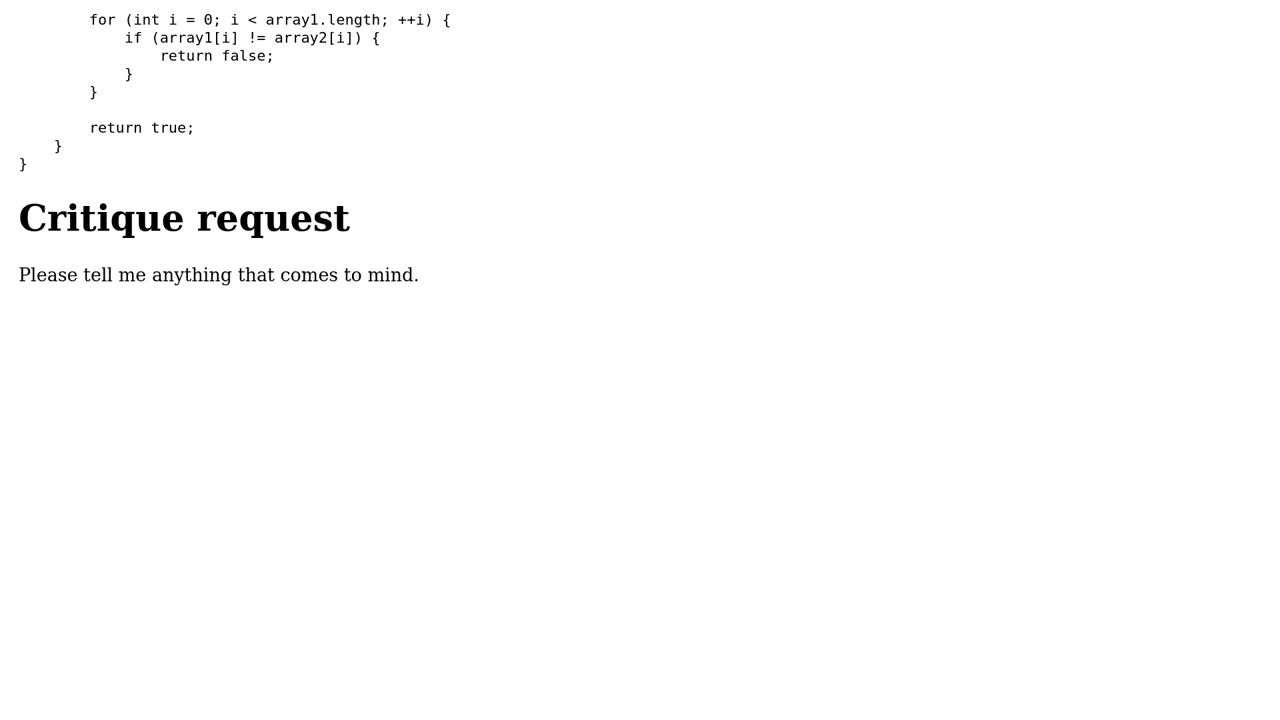 for (int i = 0; i < array1.length; ++i) {
if (array1[i] != array2[i]) {
return false;
}
}
return true;
}
}
Critique request
Please tell me anything that comes to mind.